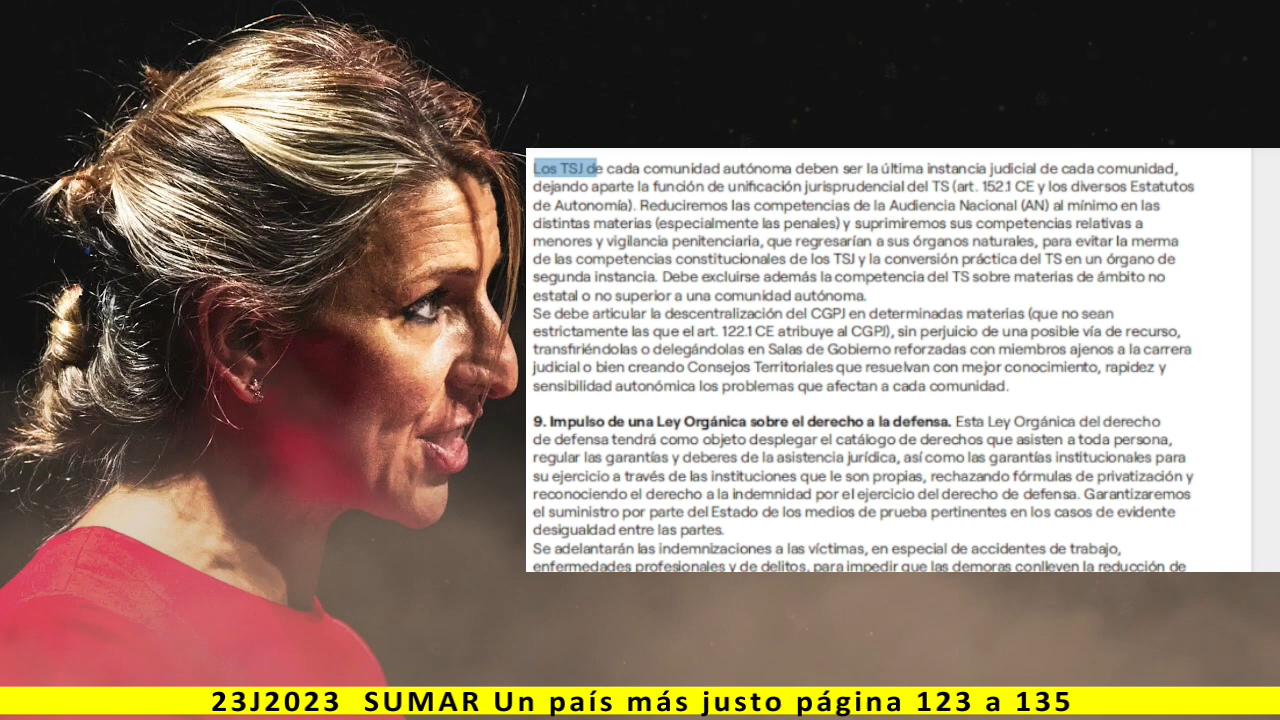 Los TSJ de cada comunidad autónoma deben ser la última instancia judicial de cada comunidad,
dejando aparte la función de unificación jurisprudencial del TS (art. 152.1 CE y los diversos Estatutos
de Autonomía). Reduciremos las competencias de la Audiencia Nacional (AN) al mínimo en las
distintas materias (especialmente las penales) y suprimiremos sus competencias relativas a
menores y vigilancia penitenciaria, que regresarían a sus órganos naturales, para evitar la merma
de las competencias constitucionales de los TSJ y la conversión práctica del TS en un órgano de
segunda instancia. Debe excluirse además la competencia del TS sobre materias de ámbito no
estatal o no superior a una comunidad autónoma.
Se debe articular la descentralización del CGPJ en determinadas materias (que no sean
estrictamente las que el art. 122.1 CE atribuye al CGPJ), sin perjuicio de una posible vía de recurso,
transfiriéndolas o delegándolas en Salas de Gobierno reforzadas con miembros ajenos a la carrera
judicial o bien creando Consejos Territoriales que resuelvan con mejor conocimiento, rapidez y
sensibilidad autonómica los problemas que afectan a cada comunidad.
9. Impulso de una Ley Orgánica sobre el derecho a la defensa. Esta Ley Orgánica del derecho
de defensa tendrá como objeto desplegar el catálogo de derechos que asisten a toda persona,
regular las garantías y deberes de la asistencia jurídica, así como las garantías institucionales para
su ejercicio a través de las instituciones que le son propias, rechazando fórmulas de privatización y
reconociendo el derecho a la indemnidad por el ejercicio del derecho de defensa. Garantizaremos
el suministro por parte del Estado de los medios de prueba pertinentes en los casos de evidente
desigualdad entre las partes.
Se adelantarán las indemnizaciones a las víctimas, en especial de accidentes de trabajo,
enfermedades profesionales y de delitos, para impedir que las demoras conlleven la reducción de
23J2023 SUMAR Un país más justo página 123 a 135